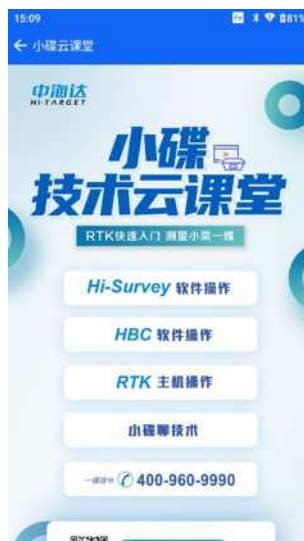 15:09
81%
小碟云课堂
中海达
HI-TARGET
小碟
技术云课堂
RTK快速入门 测量小菜一碟
Hi-Survey 软件操作
HBC 软件操作
RTK 主机操作
小碟聊技术
400-960-9990